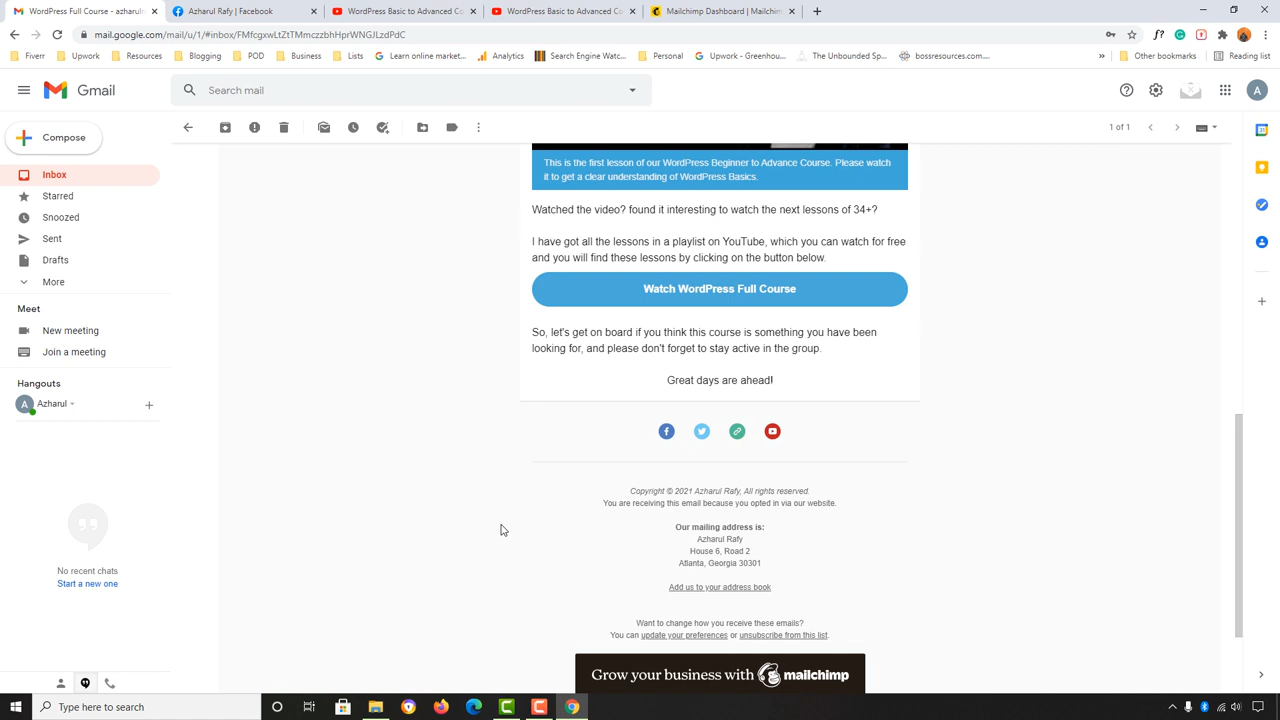 WordPress Full Course - azharulra
Azharul Rafy | Facebook
WordPress Basic to Advanced Co
WordPress Basic to Advanced Co
Mailchimp Dashboard | Mailchimp
mail.google.com/mail/u/1/#inbox/FMfcgxwLtZtTMmczzbhHprWNGJLzdPdC
Fiverr
Upwork
Resources
Blogging
POD
Business
Lists
Learn online market...
Analytics
Search Engine Watc...
Personal
Upwork - Greenhou...
The Unbounded Sp...
bossresources.com...
Other bookmarks
Reading list
Gmail
Search mail
A
Compose
1 of 1
31
Inbox
Starred
Snoozed
Sent
Drafts
More
Meet
New meeting
Join a meeting
Hangouts
A Azharul
No recent chats
Start a new one
This is the first lesson of our WordPress Beginner to Advance Course. Please watch
it to get a clear understanding of WordPress Basics.
Watched the video? found it interesting to watch the next lessons of 34+?
I have got all the lessons in a playlist on YouTube, which you can watch for free
and you will find these lessons by clicking on the button below.
Watch WordPress Full Course
So, let's get on board if you think this course is something you have been
looking for, and please don't forget to stay active in the group.
Great days are ahead!
Copyright © 2021 Azharul Rafy, All rights reserved.
You are receiving this email because you opted in via our website.
Our mailing address is:
Azharul Rafy
House 6, Road 2
Atlanta, Georgia 30301
Add us to your address book
Want to change how you receive these emails?
You can update your preferences or unsubscribe from this list.
Grow your business with mailchimp
Type here to search